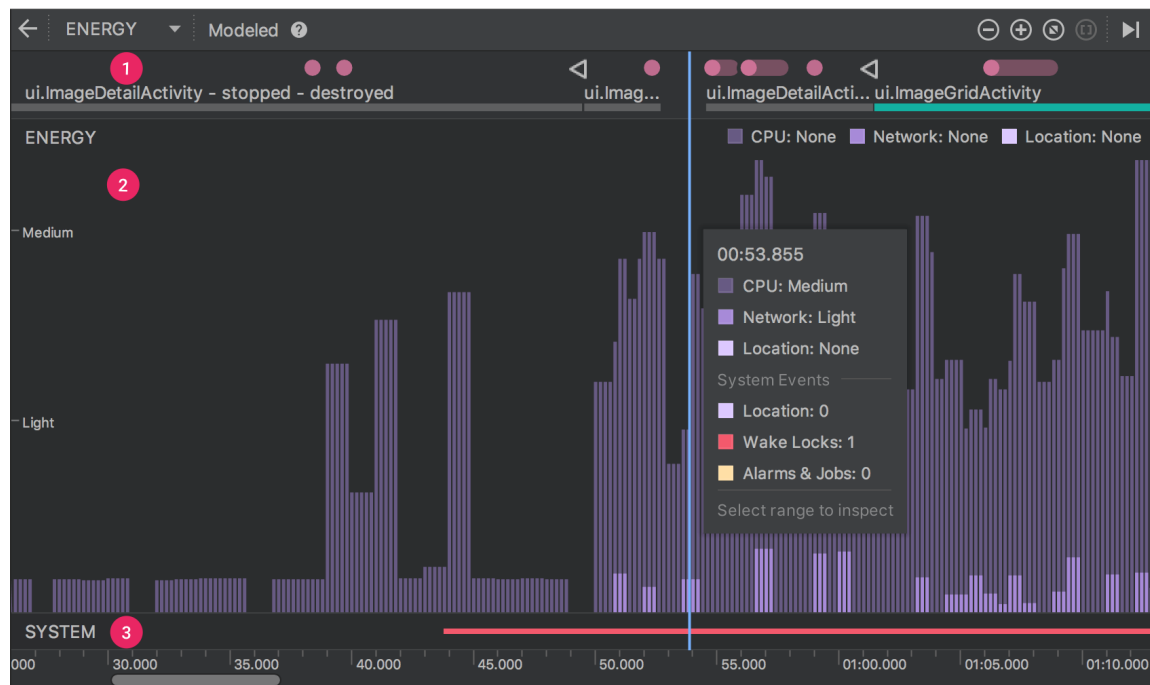 ENERGY Modeled ?
1
ui.ImageDetailActivity - stopped - destroyed ui.Imag... ui.ImageDetailActi... ui.ImageGridActivity
ENERGY CPU: None Network: None Location: None
2
Medium
00:53.855
CPU: Medium
Network: Light
Location: None
System Events
Light
Location: 0
Wake Locks: 1
Alarms & Jobs: 0
Select range to inspect
SYSTEM 3
000 30.000 35.000 40.000 45.000 50.000 55.000 01:00.000 01:05.000 01:10.000